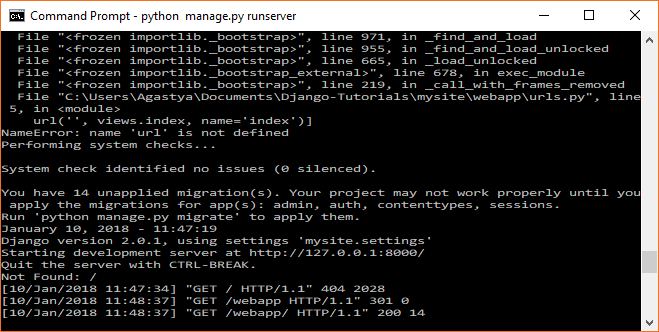 Command Prompt - python  manage.py runserver
  File "<frozen importlib._bootstrap>", line 971, in _find_and_load
  File "<frozen importlib._bootstrap>", line 955, in _find_and_load_unlocked
  File "<frozen importlib._bootstrap>", line 665, in _load_unlocked
  File "<frozen importlib._bootstrap_external>", line 678, in exec_module
  File "<frozen importlib._bootstrap>", line 219, in _call_with_frames_removed
  File "C:\Users\Agastya\Documents\Django-Tutorials\mysite\webapp\urls.py", line
5, in <module>
    url('', views.index, name='index')]
NameError: name 'url' is not defined
Performing system checks...
System check identified no issues (0 silenced).
You have 14 unapplied migration(s). Your project may not work properly until you
 apply the migrations for app(s): admin, auth, contenttypes, sessions.
Run 'python manage.py migrate' to apply them.
January 10, 2018 - 11:47:19
Django version 2.0.1, using settings 'mysite.settings'
Starting development server at http://127.0.0.1:8000/
Quit the server with CTRL-BREAK.
Not Found: /
[10/Jan/2018 11:47:34] "GET / HTTP/1.1" 404 2028
[10/Jan/2018 11:48:37] "GET /webapp HTTP/1.1" 301 0
[10/Jan/2018 11:48:37] "GET /webapp/ HTTP/1.1" 200 14